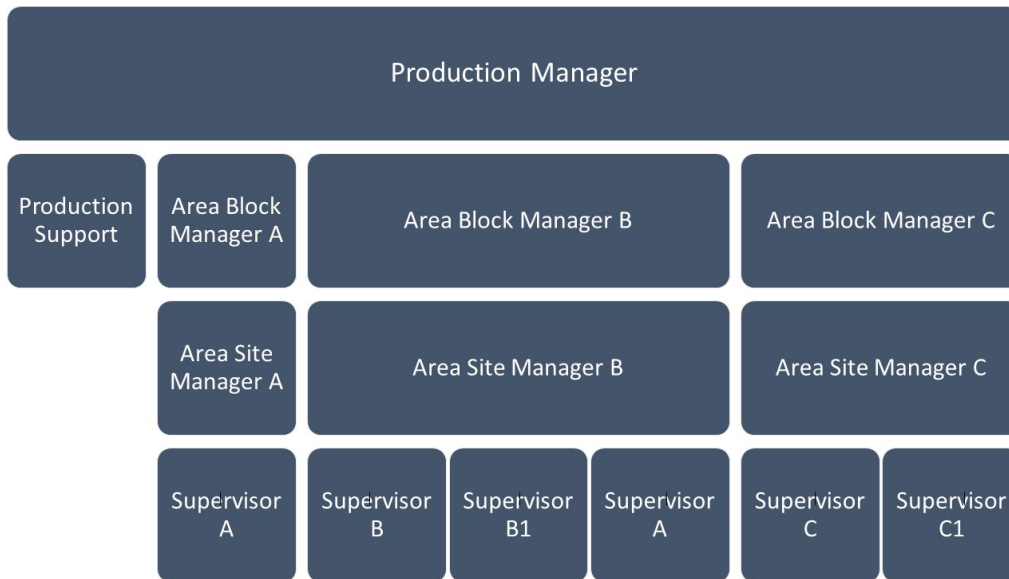 Production Manager
Production
Support
Area Block
Manager A
Area Block Manager B
Area Block Manager C
Area Site
Manager A
Area Site Manager B
Area Site Manager C
Supervisor
A
Supervisor
B
Supervisor
B1
Supervisor
A
Supervisor
C
Supervisor
C1